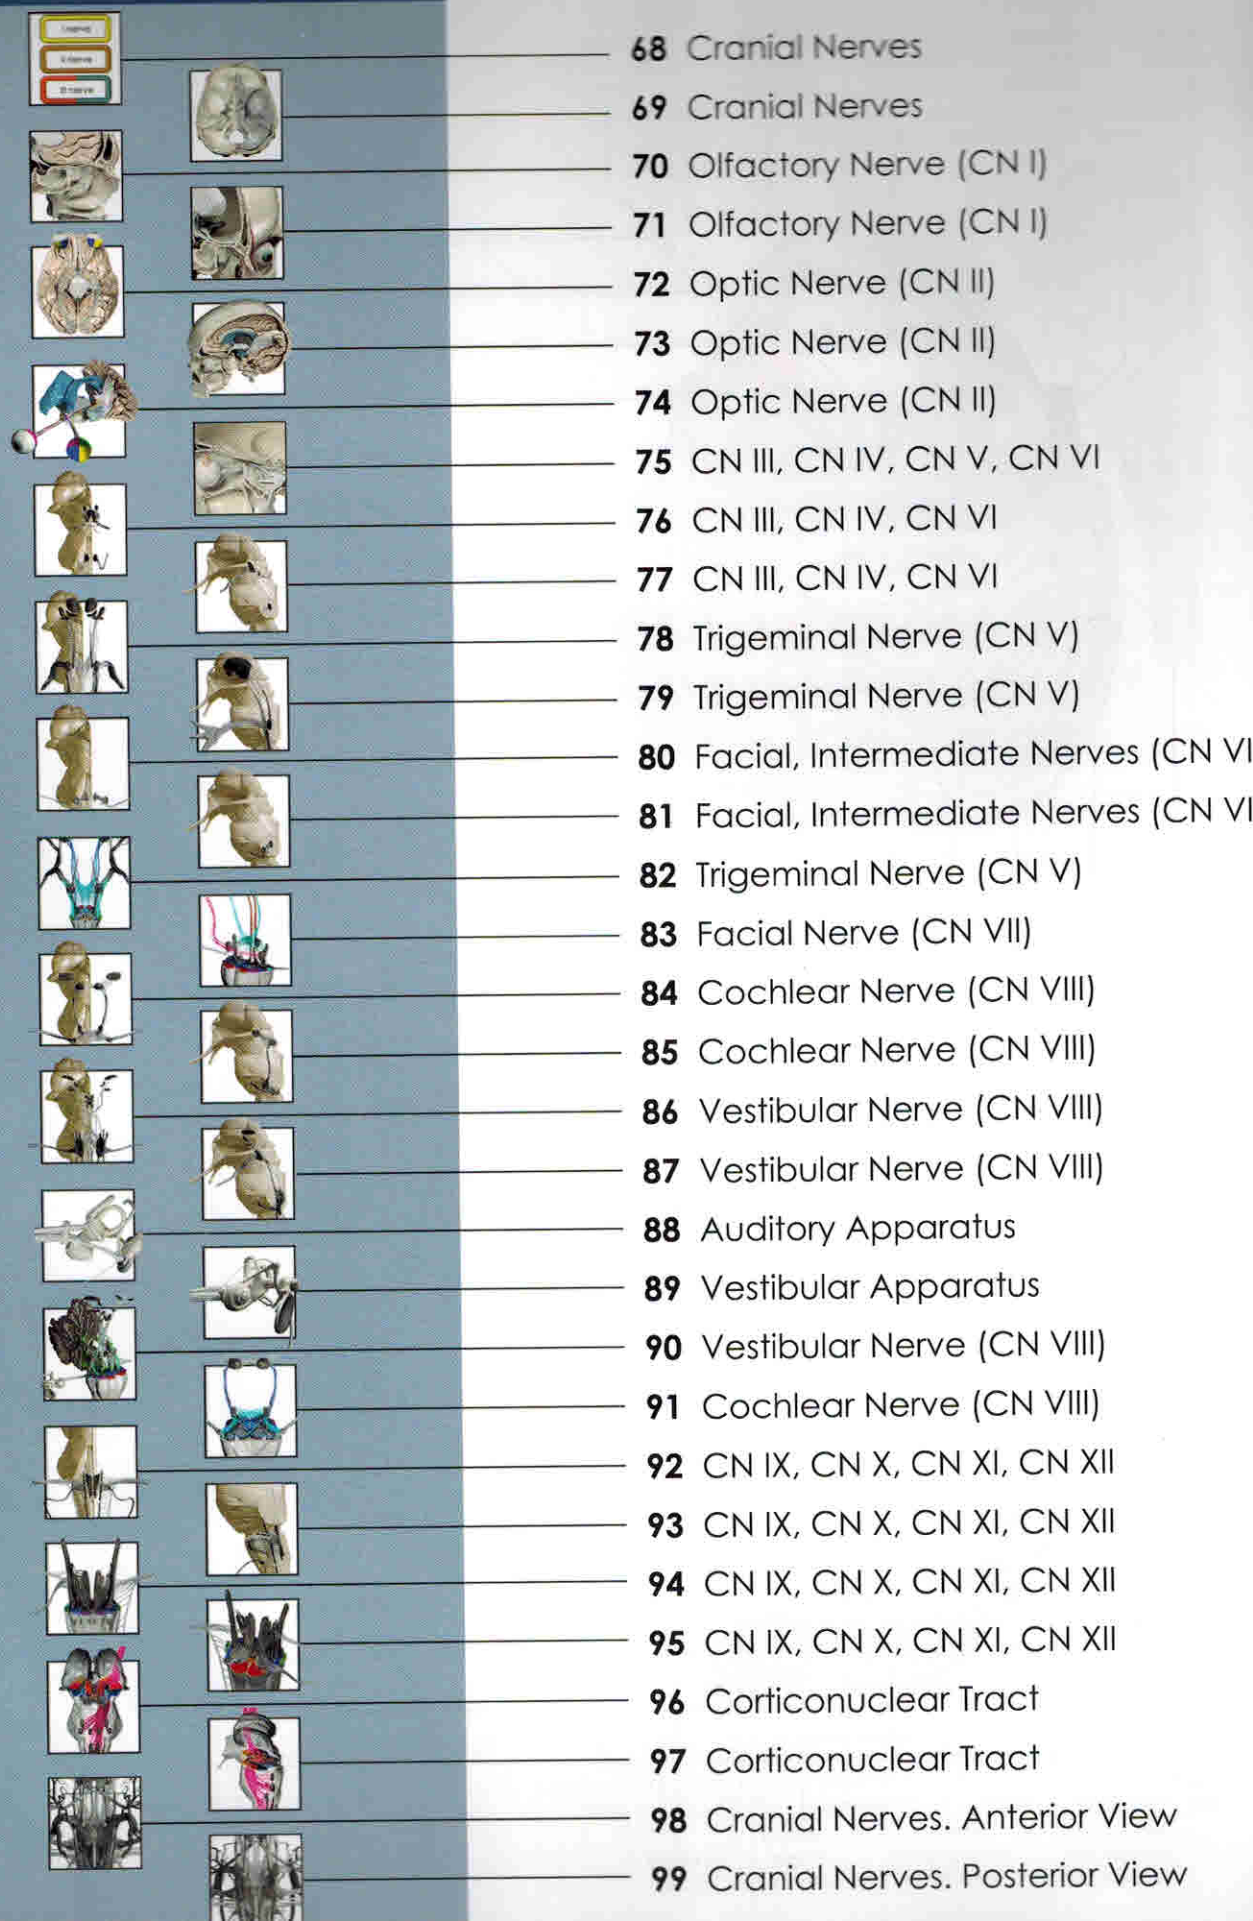 68 Cranial Nerves
69 Cranial Nerves
70 Olfactory Nerve (CN I)
71 Olfactory Nerve (CN I)
72 Optic Nerve (CN II)
73 Optic Nerve (CN II)
74 Optic Nerve (CN II)
75 CN III, CN IV, CN V, CN VI
76 CN III, CN IV, CN VI
77 CN III, CN IV, CN VI
78 Trigeminal Nerve (CN V)
79 Trigeminal Nerve (CN V)
80 Facial, Intermediate Nerves (CN VI
81 Facial, Intermediate Nerves (CN VI
82 Trigeminal Nerve (CN V)
83 Facial Nerve (CN VII)
84 Cochlear Nerve (CN VIII)
85 Cochlear Nerve (CN VIII)
86 Vestibular Nerve (CN VIII)
87 Vestibular Nerve (CN VIII)
88 Auditory Apparatus
89 Vestibular Apparatus
90 Vestibular Nerve (CN VIII)
91 Cochlear Nerve (CN VIII)
92 CN IX, CN X, CN XI, CN XII
93 CN IX, CN X, CN XI, CN XII
94 CN IX, CN X, CN XI, CN XII
95 CN IX, CN X, CN XI, CN XII
96 Corticonuclear Tract
97 Corticonuclear Tract
98 Cranial Nerves. Anterior View
99 Cranial Nerves. Posterior View